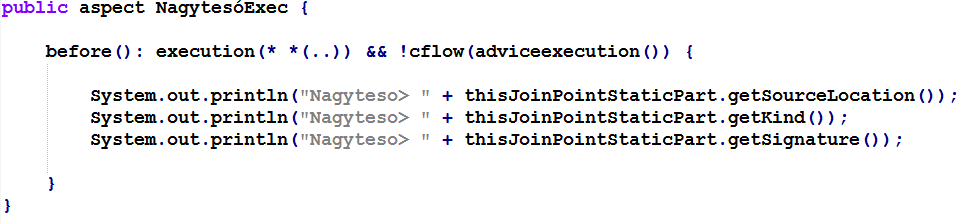 public aspect NagytesóExec {
before(): execution(* *(..)) && !cflow(adviceexecution()) {
System.out.println("Nagyteso> " + thisJoinPointStaticPart.getSourceLocation());
System.out.println("Nagyteso> " + thisJoinPointStaticPart.getKind());
System.out.println("Nagyteso> " + thisJoinPointStaticPart.getSignature());
}
}